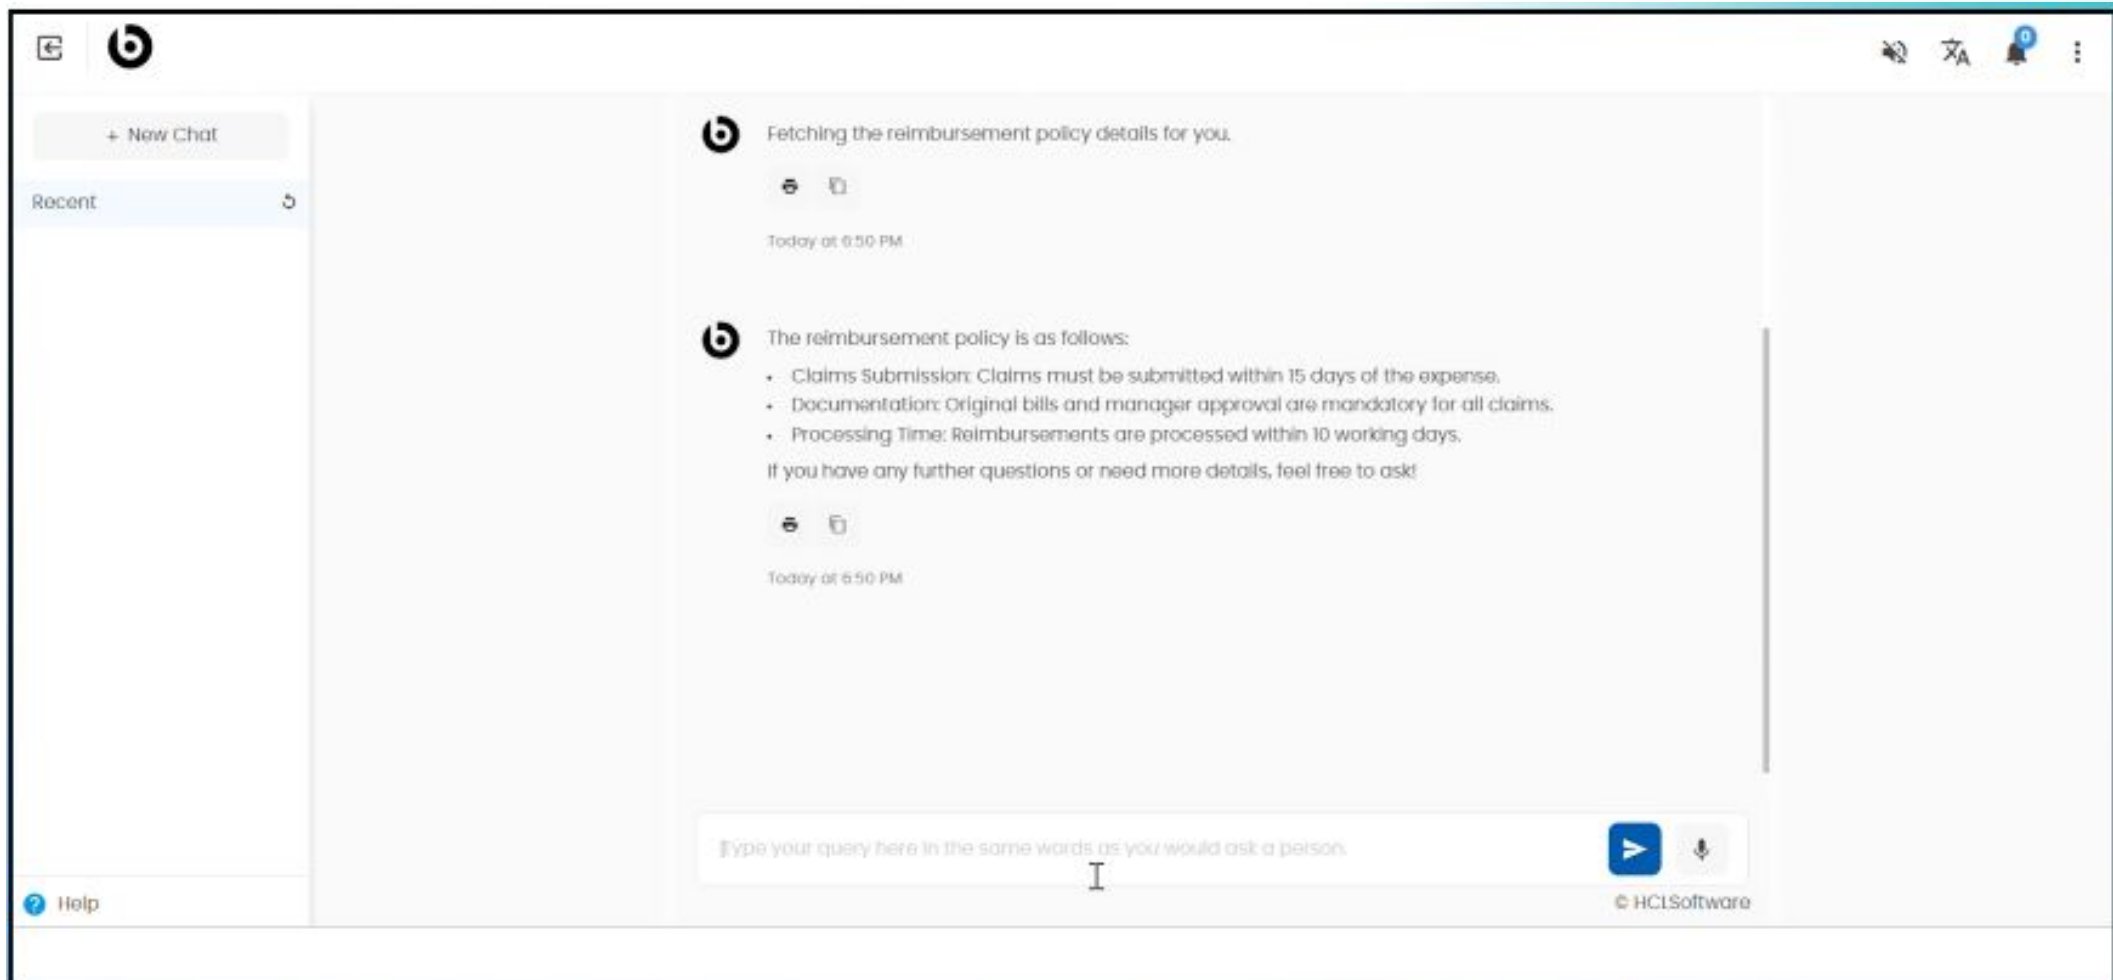 b
0
+ New Chat
Recent
Fetching the reimbursement policy details for you.
Today at 6:50 PM
The reimbursement policy is as follows:
• Claims Submission: Claims must be submitted within 15 days of the expense.
• Documentation: Original bills and manager approval are mandatory for all claims.
• Processing Time: Reimbursements are processed within 10 working days.
If you have any further questions or need more details, feel free to ask!
Today at 6:50 PM
Type your query here in the same words as you would ask a person.
? Help
© HCLSoftware